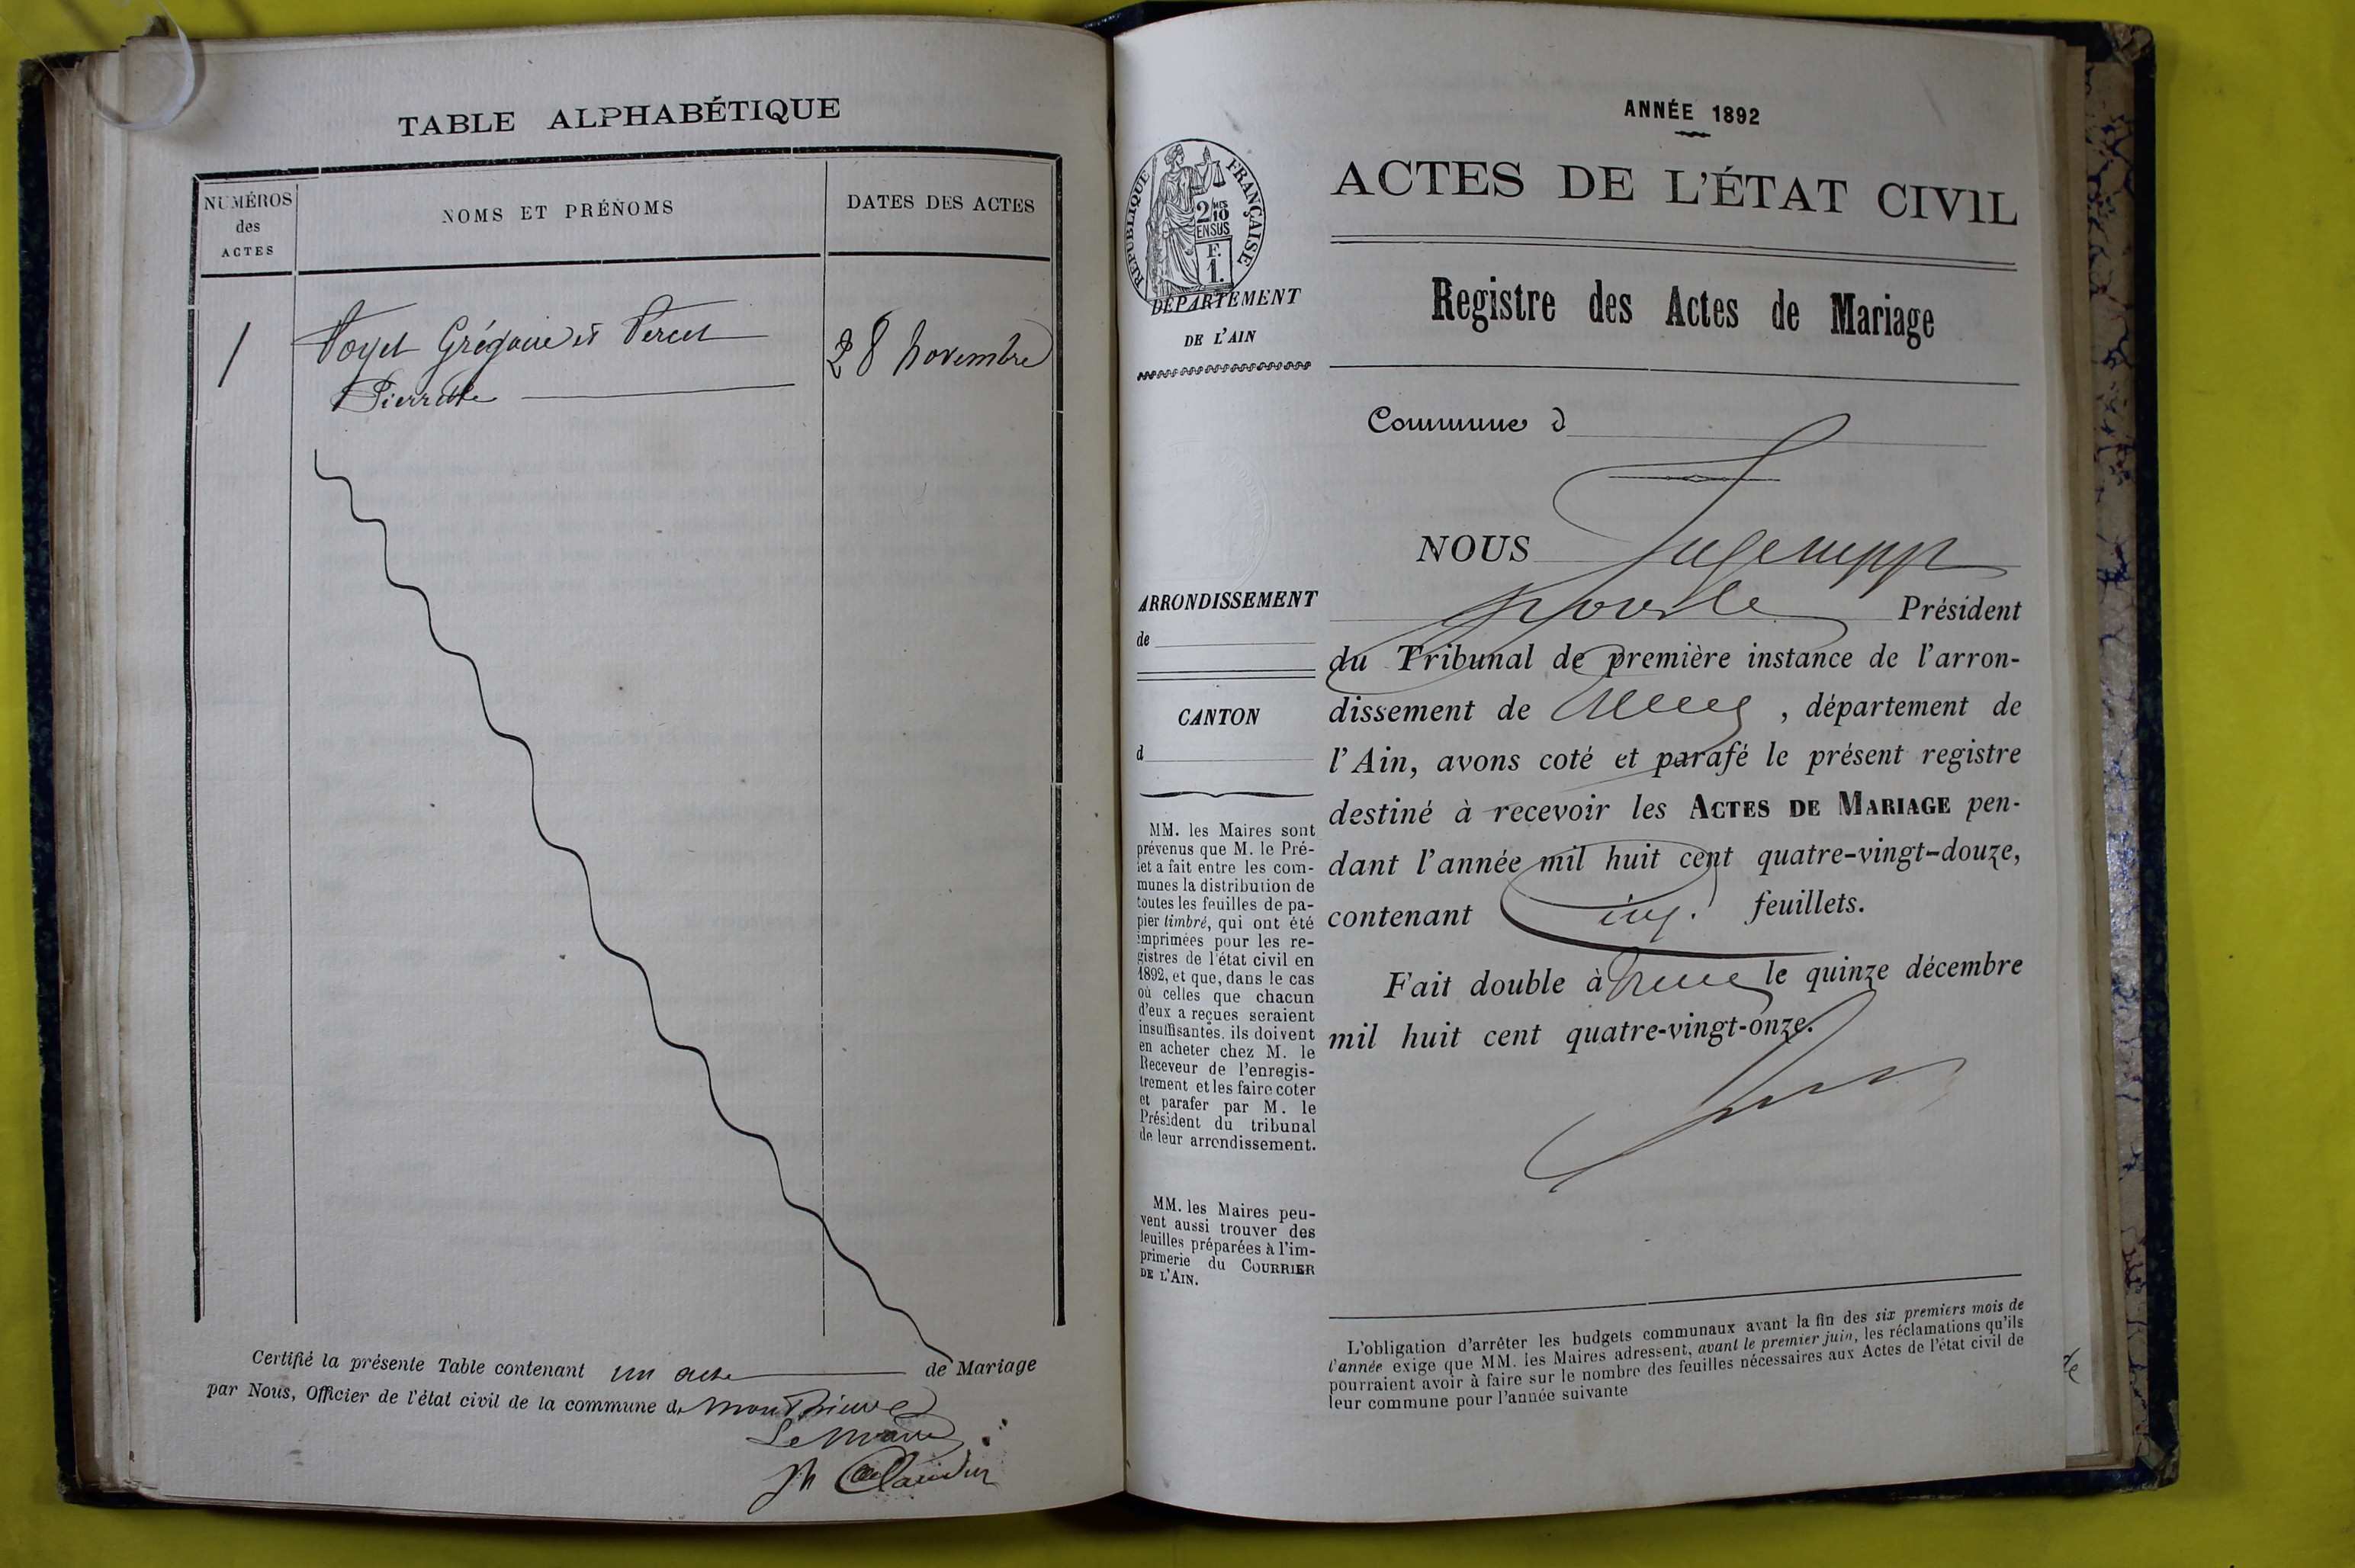 TABLE ALPHABÉTIQUE
NUMÉROS
des
ACTES
NOMS ET PRÉNOMS
DATES DES ACTES
1
Voyet Grégoire et Percet
Pierrette
28 novembre
Certifié la présente Table contenant un acte de Mariage
par Nous, Officier de l'état civil de la commune de Monthieux
Le Maire
Jh Claudin
ANNÉE 1892
RÉPUBLIQUE FRANÇAISE
2/10
EN SUS
F.
1.
ACTES DE L'ÉTAT CIVIL
DÉPARTEMENT
DE L'AIN
Registre des Actes de Mariage
Commune d
NOUS
Président
du Tribunal de première instance de l'arron-
dissement de , département de
l'Ain, avons coté et parafé le présent registre
destiné à recevoir les ACTES DE MARIAGE pen-
dant l'année mil huit cent quatre-vingt-douze,
contenant Cinq feuillets.
Fait double à le quinze décembre
mil huit cent quatre-vingt-onze.
ARRONDISSEMENT
de
CANTON
d
MM. les Maires sont
prévenus que M. le Pré-
fet a fait entre les com-
munes la distribution de
toutes les feuilles de pa-
pier timbré, qui ont été
imprimées pour les re-
gistres de l'état civil en
1892, et que, dans le cas
où celles que chacun
d'eux a reçues seraient
insuffisantes, ils doivent
en acheter chez M. le
Receveur de l'enregis-
trement et les faire coter
et parafer par M. le
Président du tribunal
de leur arrondissement.
MM. les Maires peu-
vent aussi trouver des
feuilles préparées à l'im-
primerie du COURRIER
DE L'AIN.
L'obligation d'arrêter les budgets communaux avant la fin des six premiers mois de
l'année exige que MM. les Maires adressent, avant le premier juin, les réclamations qu'ils
pourraient avoir à faire sur le nombre des feuilles nécessaires aux Actes de l'état civil de
leur commune pour l'année suivante
de